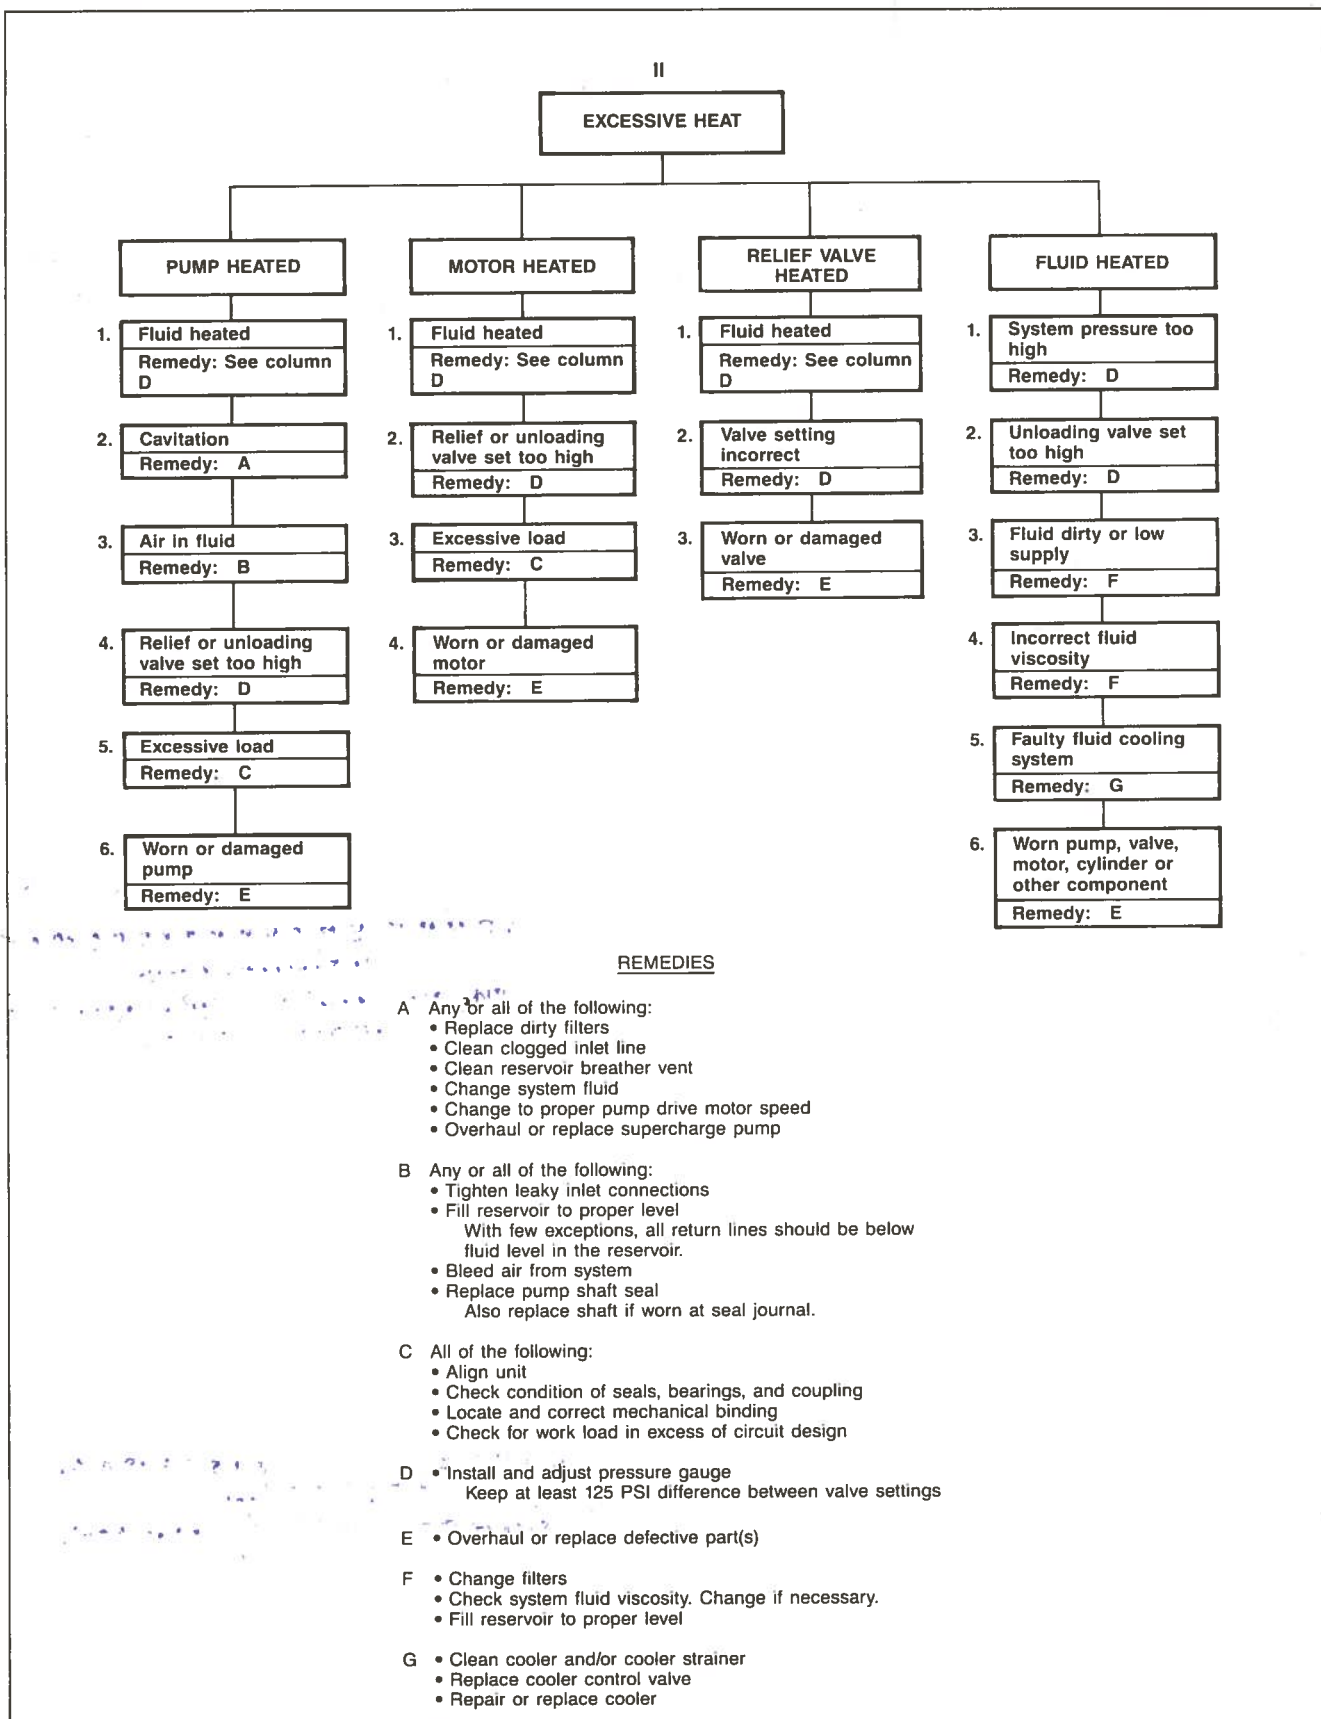 II
EXCESSIVE HEAT
PUMP HEATED
1. Fluid heated
Remedy: See column
D
2. Cavitation
Remedy: A
3. Air in fluid
Remedy: B
4. Relief or unloading
valve set too high
Remedy: D
5. Excessive load
Remedy: C
6. Worn or damaged
pump
Remedy: E
MOTOR HEATED
1. Fluid heated
Remedy: See column
D
2. Relief or unloading
valve set too high
Remedy: D
3. Excessive load
Remedy: C
4. Worn or damaged
motor
Remedy: E
RELIEF VALVE
HEATED
1. Fluid heated
Remedy: See column
D
2. Valve setting
incorrect
Remedy: D
3. Worn or damaged
valve
Remedy: E
FLUID HEATED
1. System pressure too
high
Remedy: D
2. Unloading valve set
too high
Remedy: D
3. Fluid dirty or low
supply
Remedy: F
4. Incorrect fluid
viscosity
Remedy: F
5. Faulty fluid cooling
system
Remedy: G
6. Worn pump, valve,
motor, cylinder or
other component
Remedy: E
REMEDIES
A Any or all of the following:
• Replace dirty filters
• Clean clogged inlet line
• Clean reservoir breather vent
• Change system fluid
• Change to proper pump drive motor speed
• Overhaul or replace supercharge pump
B Any or all of the following:
• Tighten leaky inlet connections
• Fill reservoir to proper level
With few exceptions, all return lines should be below
fluid level in the reservoir.
• Bleed air from system
• Replace pump shaft seal
Also replace shaft if worn at seal journal.
C All of the following:
• Align unit
• Check condition of seals, bearings, and coupling
• Locate and correct mechanical binding
• Check for work load in excess of circuit design
D • Install and adjust pressure gauge
Keep at least 125 PSI difference between valve settings
E • Overhaul or replace defective part(s)
F • Change filters
• Check system fluid viscosity. Change if necessary.
• Fill reservoir to proper level
G • Clean cooler and/or cooler strainer
• Replace cooler control valve
• Repair or replace cooler